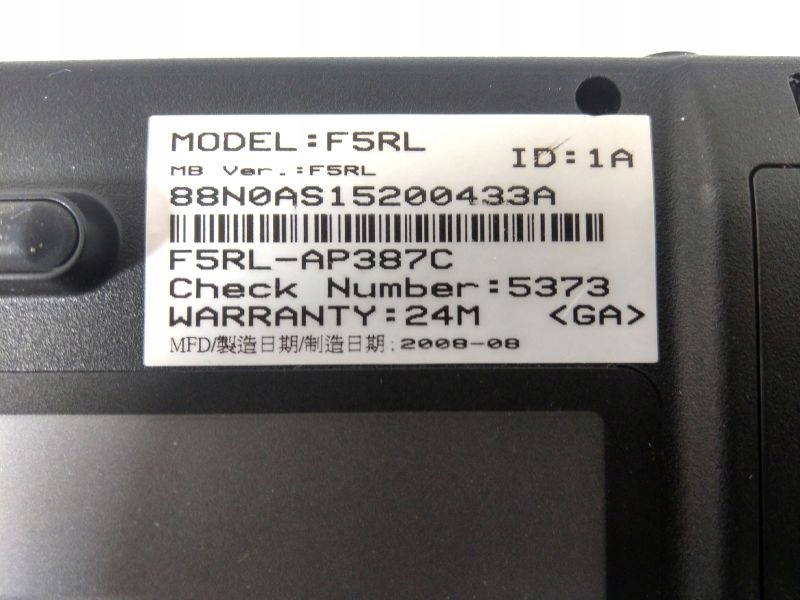 MODEL:F5RL
ID:1A
MB Ver.:F5RL
88N0AS15200433A
F5RL-AP387C
Check Number:5373
WARRANTY:24M <GA>
MFD/製造日期/制造日期:2008-08